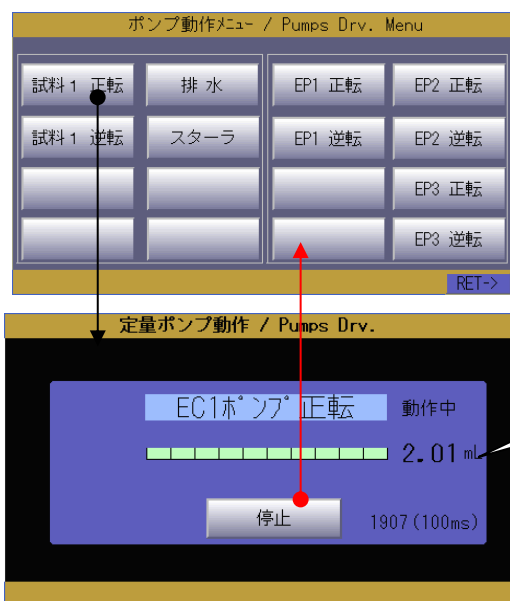 ポンプ動作ﾒﾆｭｰ / Pumps Drv. Menu
試料1 正転 排 水 EP1 正転 EP2 正転
試料1 逆転 スターラ EP1 逆転 EP2 逆転
EP3 正転
EP3 逆転
RET->
定量ポンプ動作 / Pumps Drv.
EC1ﾎﾟﾝﾌﾟ 正転 動作中
2.01 mL
停止 1907(100ms)